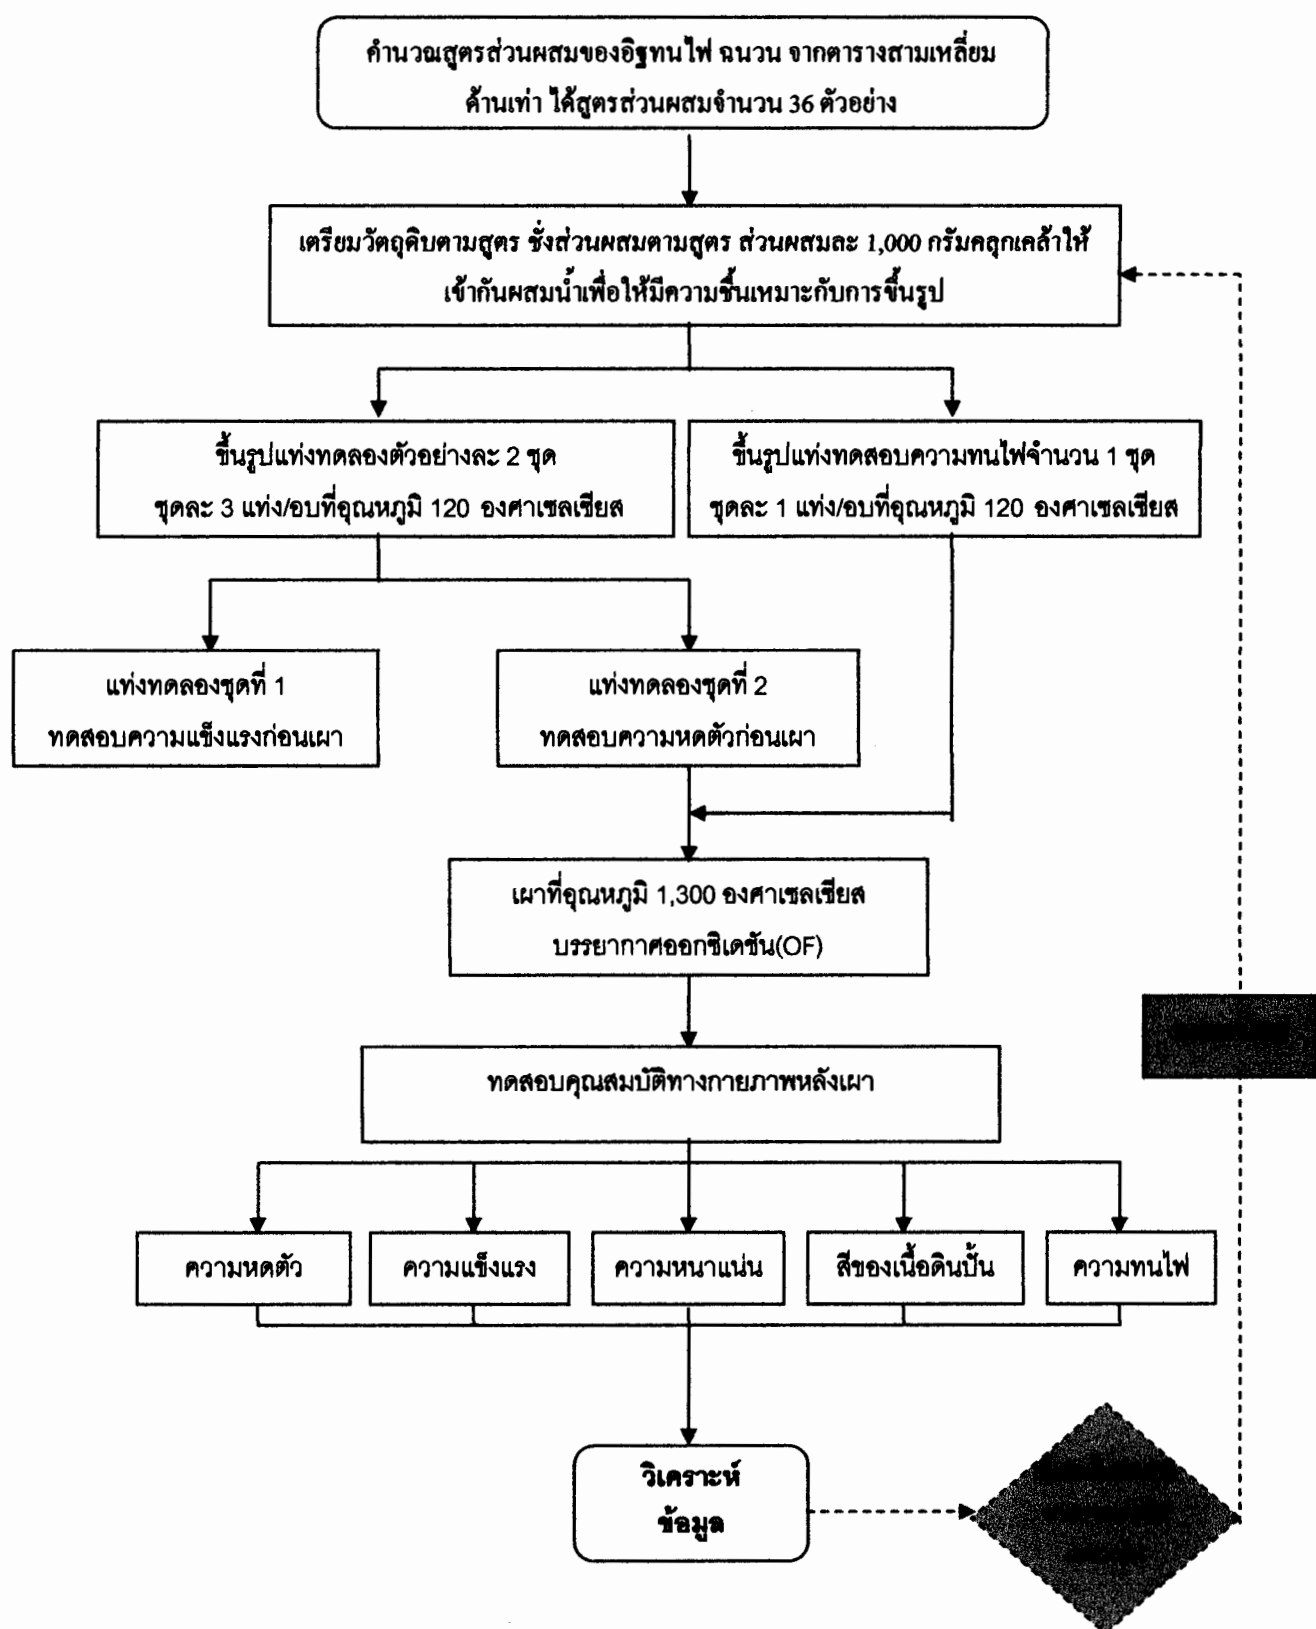 คำนวณสูตรส่วนผสมของอิฐทนไฟ ฉนวน จากตารางสามเหลี่ยม
ด้านเท่า ได้สูตรส่วนผสมจำนวน 36 ตัวอย่าง
เตรียมวัตถุดิบตามสูตร ชั่งส่วนผสมตามสูตร ส่วนผสมละ 1,000 กรัมคลุกเคล้าให้
เข้ากันผสมน้ำเพื่อให้มีความชื้นเหมาะกับการขึ้นรูป
ขึ้นรูปแท่งทดลองตัวอย่างละ 2 ชุด
ชุดละ 3 แท่ง/อบที่อุณหภูมิ 120 องศาเซลเซียส
ขึ้นรูปแท่งทดสอบความทนไฟจำนวน 1 ชุด
ชุดละ 1 แท่ง/อบที่อุณหภูมิ 120 องศาเซลเซียส
แท่งทดลองชุดที่ 1
ทดสอบความแข็งแรงก่อนเผา
แท่งทดลองชุดที่ 2
ทดสอบความหดตัวก่อนเผา
เผาที่อุณหภูมิ 1,300 องศาเซลเซียส
บรรยากาศออกซิเดชัน(OF)
ทดสอบคุณสมบัติทางกายภาพหลังเผา
ความหดตัว
ความแข็งแรง
ความหนาแน่น
สีของเนื้อดินปั้น
ความทนไฟ
วิเคราะห์
ข้อมูล